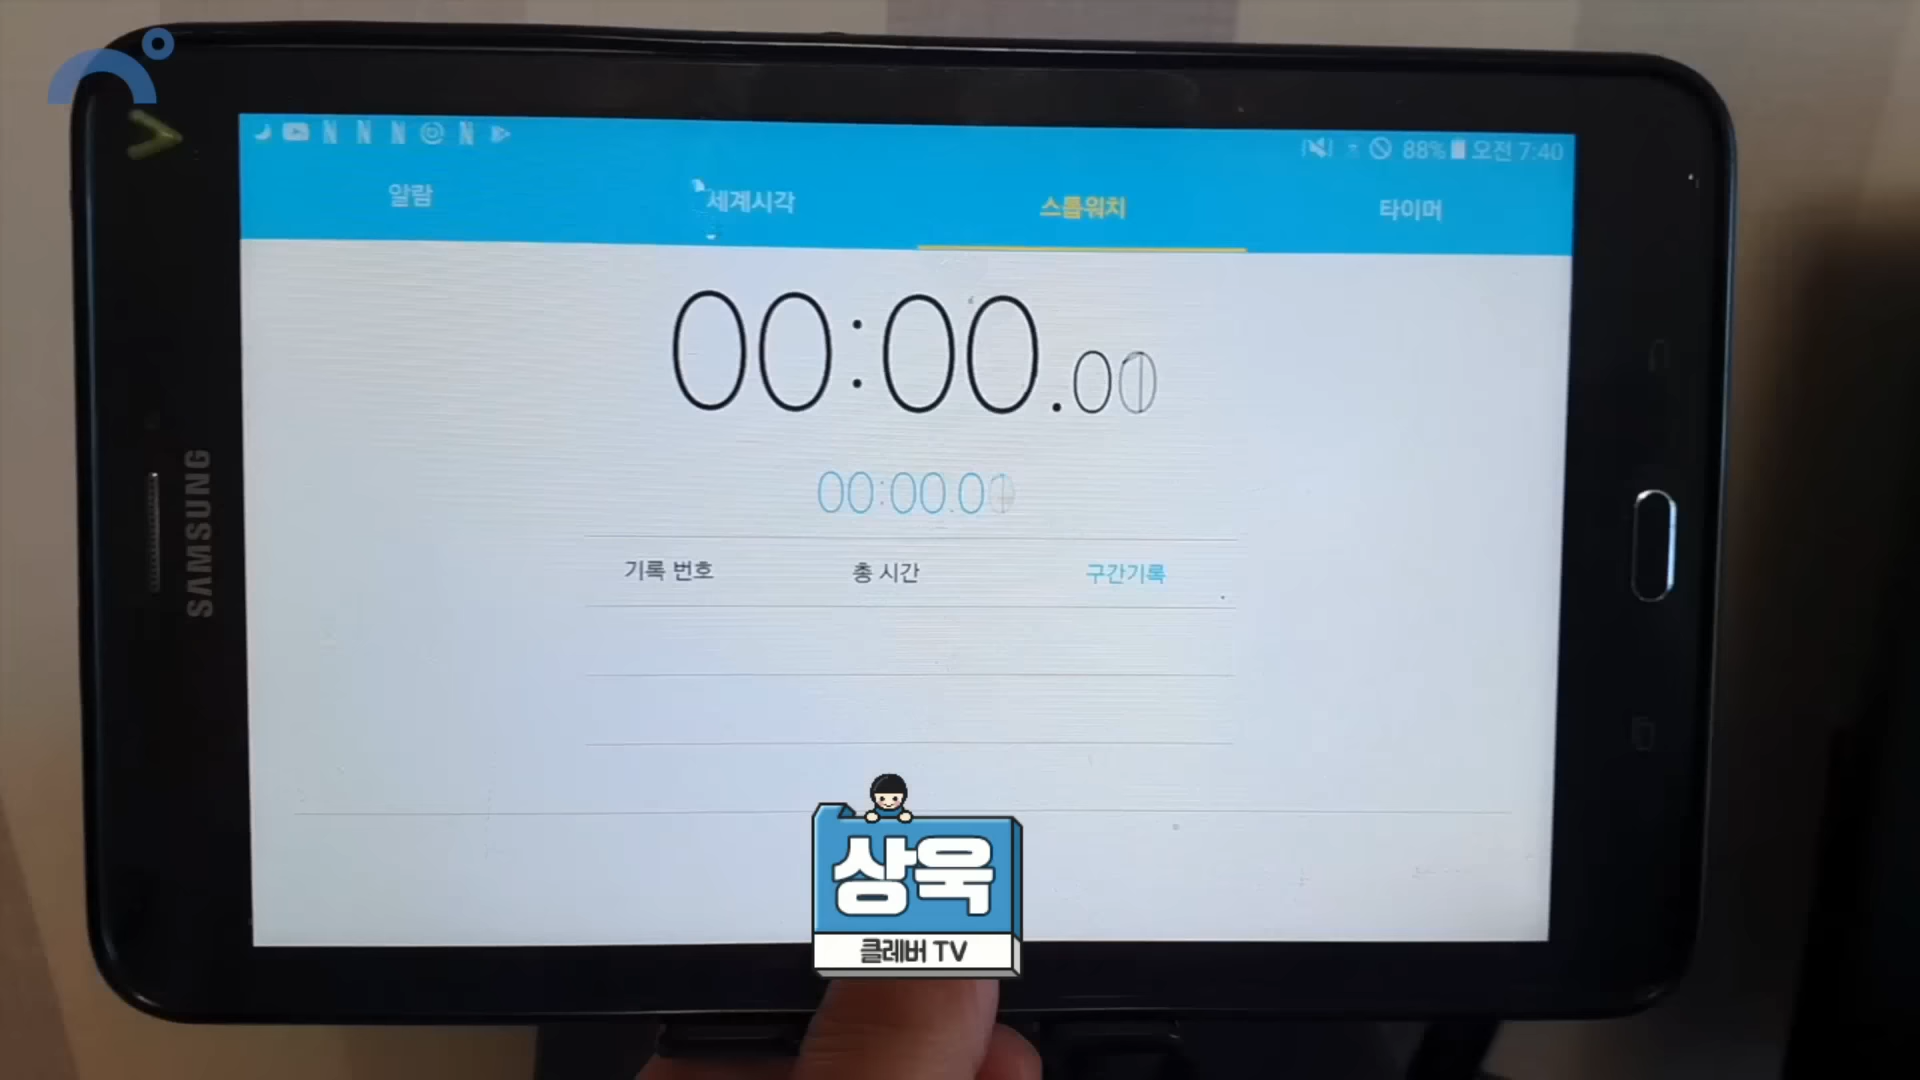 N N N N
88% 오전 7:40
알람 세계시각 스톱워치 타이머
00:00.0
00:00.0
기록 번호 총 시간 구간기록
SAMSUNG
상욱
클레버 TV